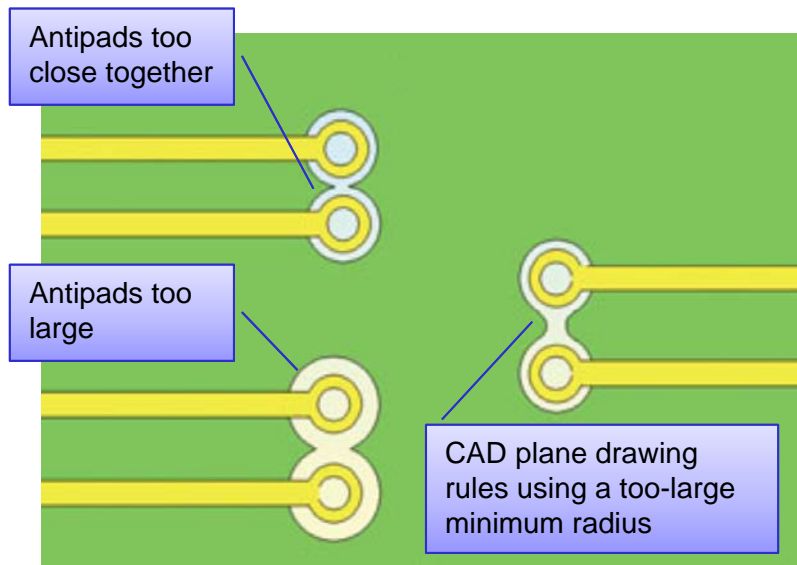 Antipads too
close together
Antipads too
large
CAD plane drawing
rules using a too-large
minimum radius